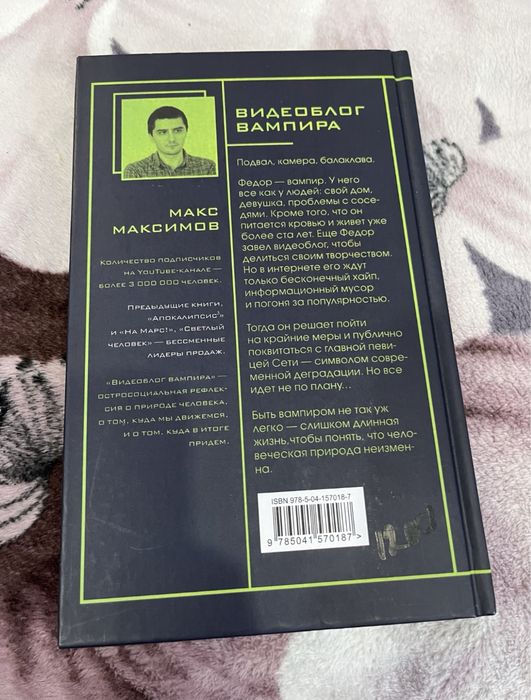 МАКС
МАКСИМОВ
Количество подписчиков
на YouTube-канале —
более 3 000 000 человек.
Предыдущие книги,
«Апокалипсис»
и «На Марс!», «Светлый
человек» — бессменные
лидеры продаж.
«Видеоблог вампира» —
остросоциальная рефлек-
сия о природе человека,
о том, куда мы движемся,
и о том, куда в итоге
придем.
ВИДЕОБЛОГ
ВАМПИРА
Подвал, камера, балаклава.
Федор — вампир. У него
все как у людей: свой дом,
девушка, проблемы с сосе-
дями. Кроме того, что он
питается кровью и живет уже
более ста лет. Еще Федор
завел видеоблог, чтобы
делиться своим творчеством.
Но в интернете его ждут
только бесконечный хайп,
информационный мусор
и погоня за популярностью.
Тогда он решает пойти
на крайние меры и публично
поквитаться с главной певи-
цей Сети — символом совре-
менной деградации. Но все
идет не по плану...
Быть вампиром не так уж
легко — слишком длинная
жизнь, чтобы понять, что чело-
веческая природа неизмен-
на.
ISBN 978-5-04-157018-7
9 785041 570187 >